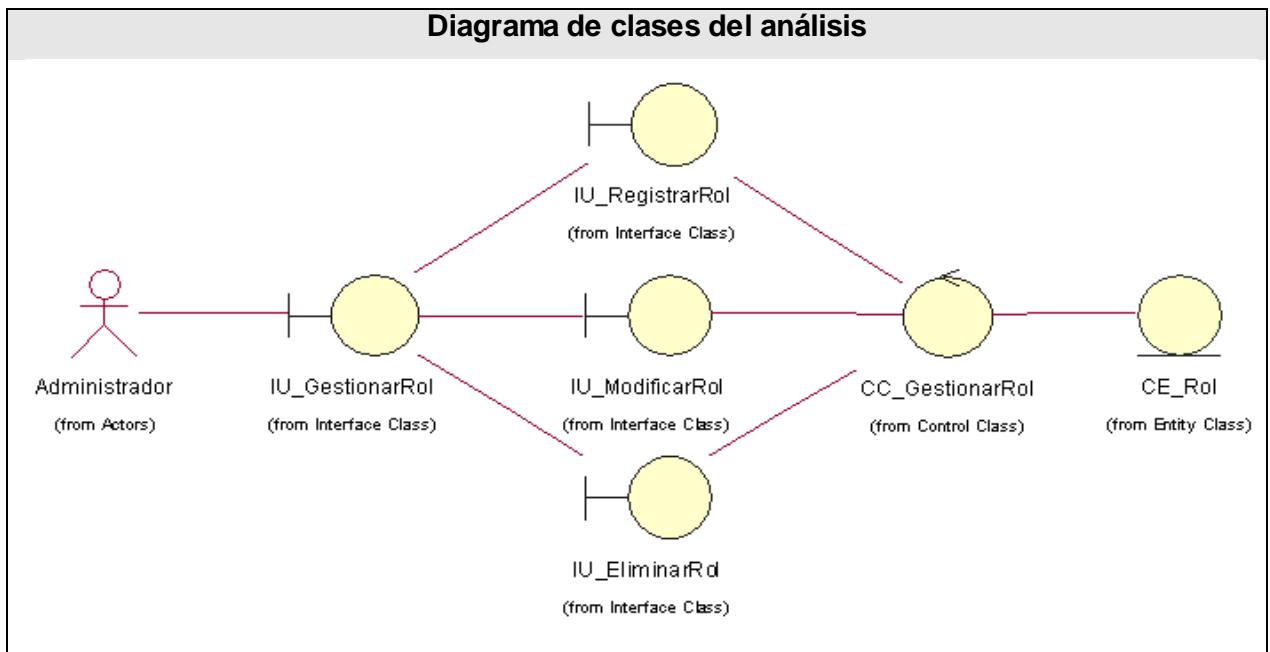 Diagrama de clases del análisis
IU_RegistrarRol
(from Interface Class)
Administrador
(from Actors)
IU_GestionarRol
(from Interface Class)
IU_ModificarRol
(from Interface Class)
CC_GestionarRol
(from Control Class)
CE_Rol
(from Entity Class)
IU_EliminarRol
(from Interface Class)